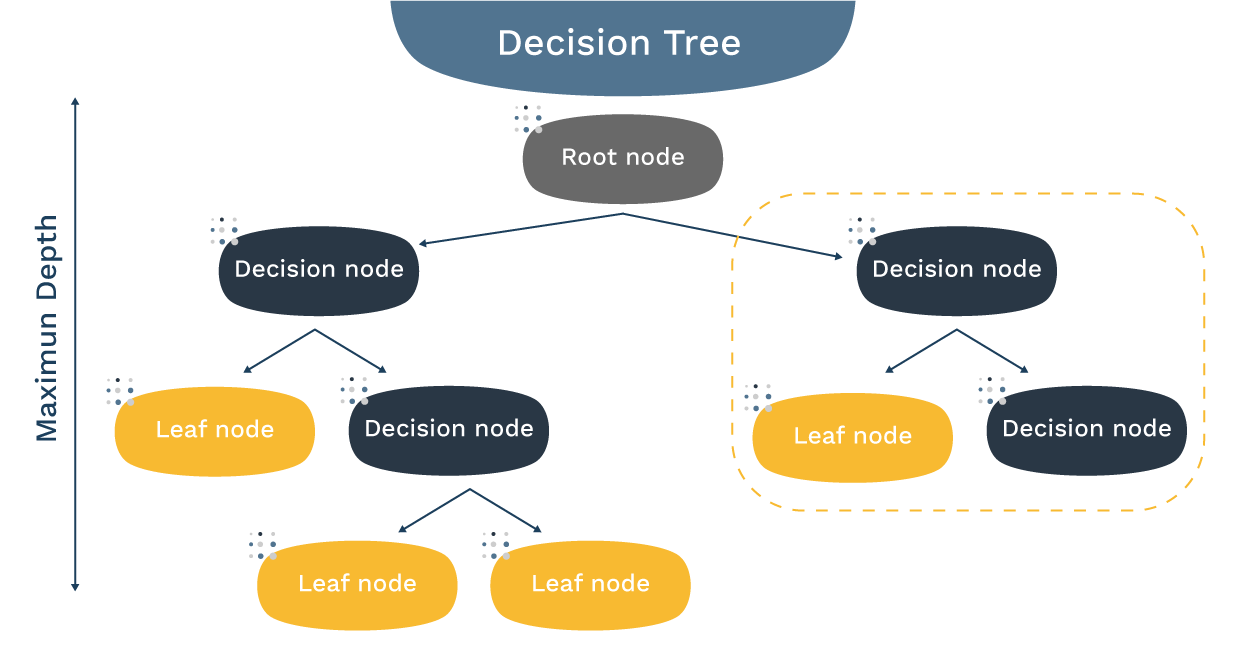 Decision Tree
Root node
Decision node
Decision node
Maximun Depth
Leaf node
Decision node
Leaf node
Decision node
Leaf node
Leaf node